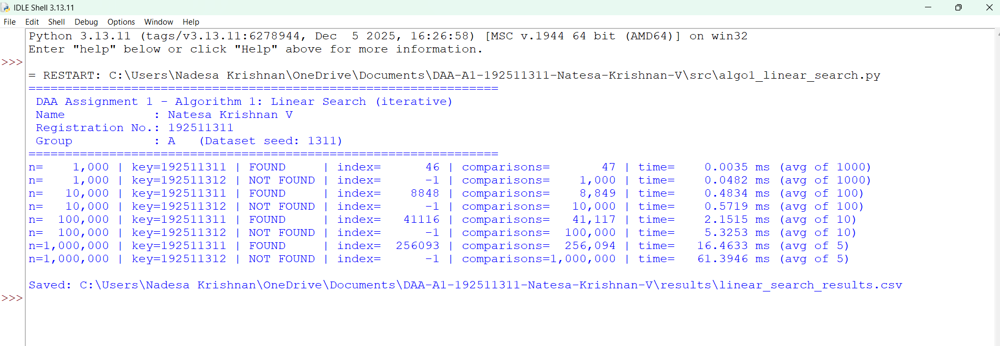 IDLE Shell 3.13.11
File Edit Shell Debug Options Window Help
Python 3.13.11 (tags/v3.13.11:6278944, Dec  5 2025, 16:26:58) [MSC v.1944 64 bit (AMD64)] on win32
Enter "help" below or click "Help" above for more information.
>>>
= RESTART: C:\Users\Nadesa Krishnan\OneDrive\Documents\DAA-A1-192511311-Natesa-Krishnan-V\src\algo1_linear_search.py
================================================================
 DAA Assignment 1 - Algorithm 1: Linear Search (iterative)
 Name            : Natesa Krishnan V
 Registration No.: 192511311
 Group           : A   (Dataset seed: 1311)
================================================================
n=    1,000 | key=192511311 | FOUND     | index=      46 | comparisons=       47 | time=    0.0035 ms (avg of 1000)
n=    1,000 | key=192511312 | NOT FOUND | index=      -1 | comparisons=    1,000 | time=    0.0482 ms (avg of 1000)
n=   10,000 | key=192511311 | FOUND     | index=    8848 | comparisons=    8,849 | time=    0.4834 ms (avg of 100)
n=   10,000 | key=192511312 | NOT FOUND | index=      -1 | comparisons=   10,000 | time=    0.5719 ms (avg of 100)
n=  100,000 | key=192511311 | FOUND     | index=   41116 | comparisons=   41,117 | time=    2.1515 ms (avg of 10)
n=  100,000 | key=192511312 | NOT FOUND | index=      -1 | comparisons=  100,000 | time=    5.3253 ms (avg of 10)
n=1,000,000 | key=192511311 | FOUND     | index=  256093 | comparisons=  256,094 | time=   16.4633 ms (avg of 5)
n=1,000,000 | key=192511312 | NOT FOUND | index=      -1 | comparisons=1,000,000 | time=   61.3946 ms (avg of 5)
Saved: C:\Users\Nadesa Krishnan\OneDrive\Documents\DAA-A1-192511311-Natesa-Krishnan-V\results\linear_search_results.csv
>>>